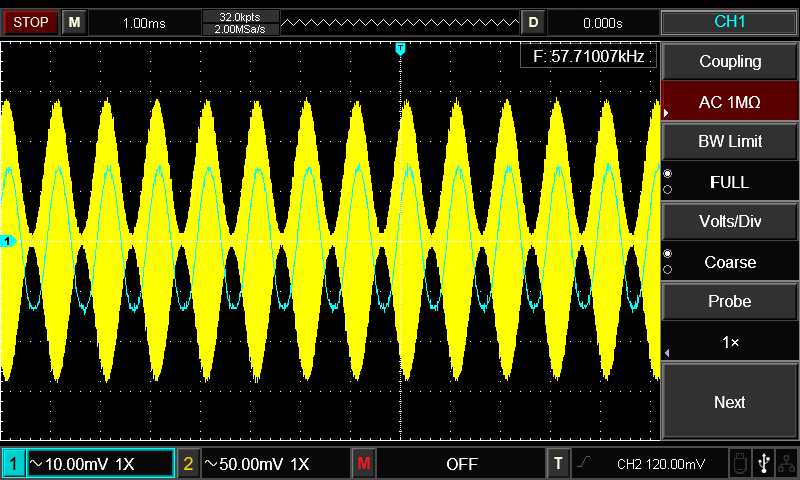 STOP M 1.00ms 32.0kpts D 0.000s CH1
2.00MSa/s
T
F: 57.71007kHz
Coupling
AC 1MΩ
BW Limit
FULL
Volts/Div
1
Coarse
Probe
1×
Next
1 ~10.00mV 1X 2 ~50.00mV 1X M OFF T CH2 120.00mV